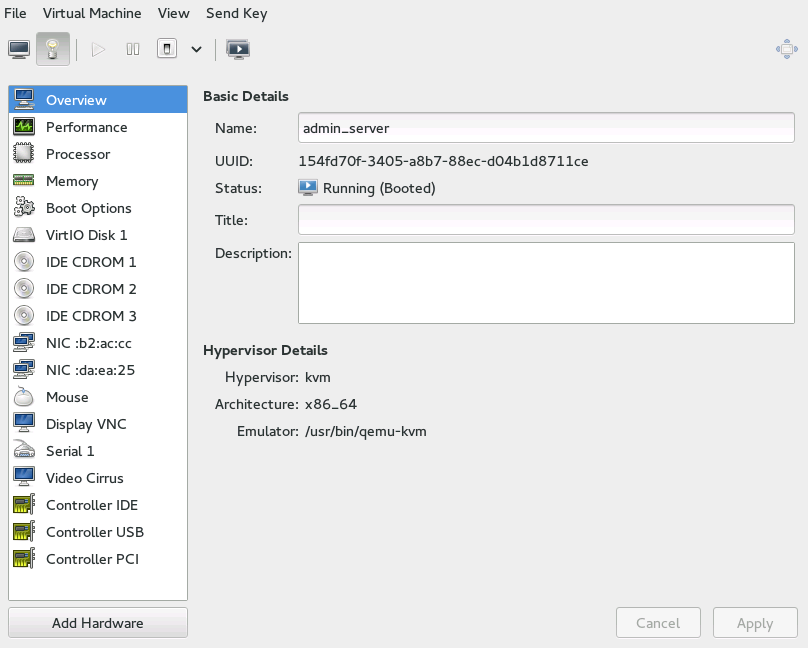 File Virtual Machine View Send Key
Overview
Performance
Processor
Memory
Boot Options
VirtIO Disk 1
IDE CDROM 1
IDE CDROM 2
IDE CDROM 3
NIC :b2:ac:cc
NIC :da:ea:25
Mouse
Display VNC
Serial 1
Video Cirrus
Controller IDE
Controller USB
Controller PCI
Add Hardware
Basic Details
Name: admin_server
UUID: 154fd70f-3405-a8b7-88ec-d04b1d8711ce
Status: Running (Booted)
Title:
Description:
Hypervisor Details
Hypervisor: kvm
Architecture: x86_64
Emulator: /usr/bin/qemu-kvm
Cancel Apply